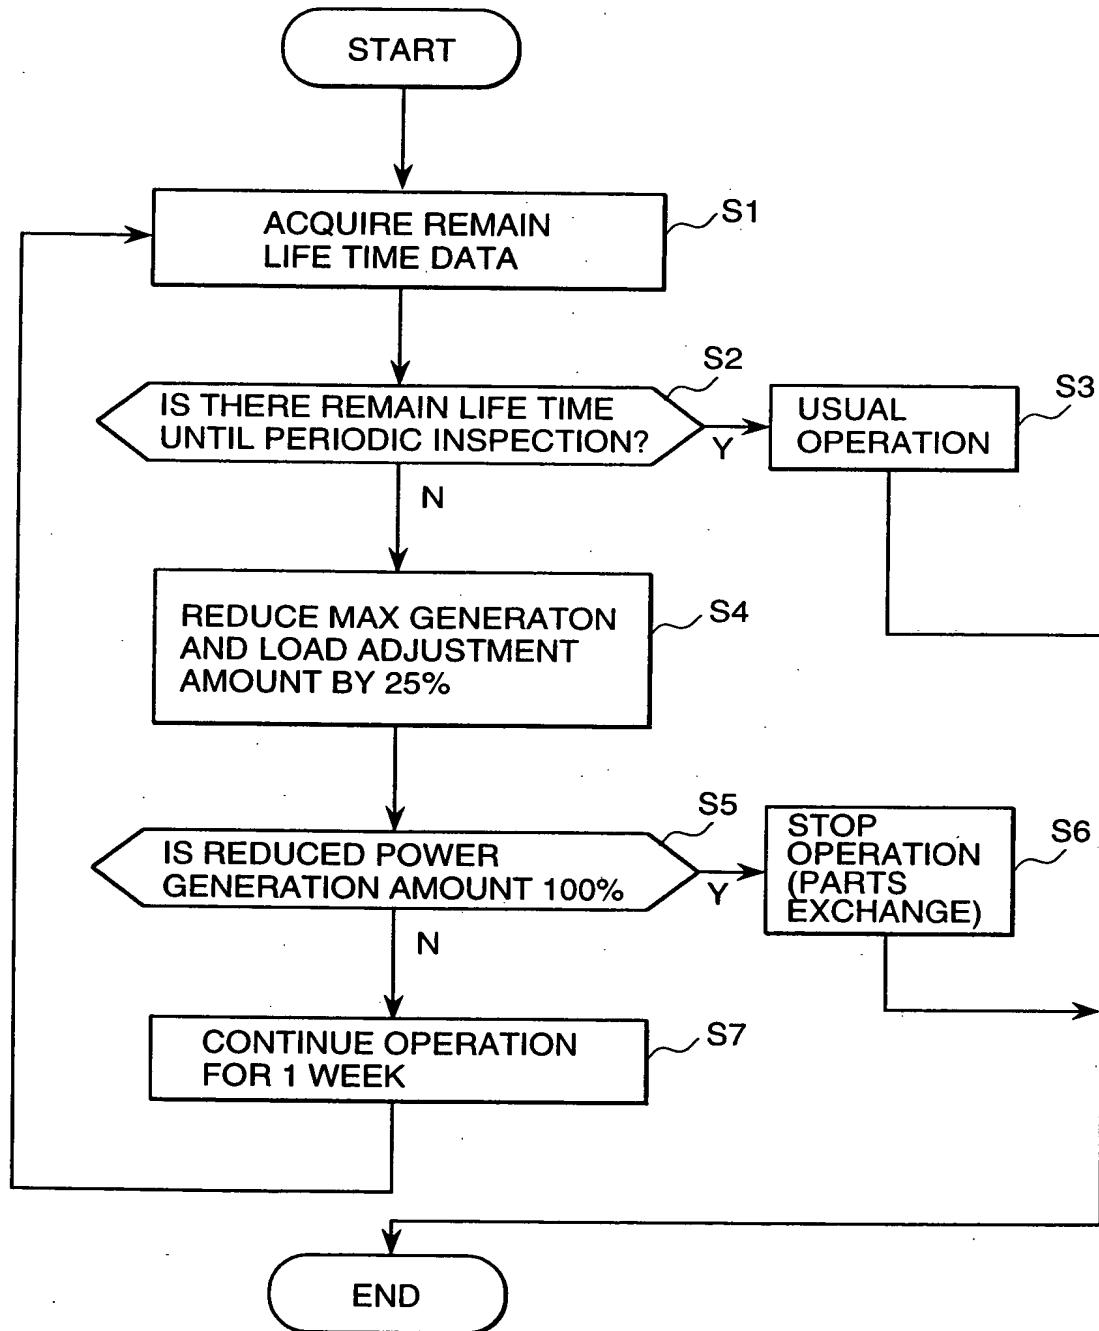 START
ACQUIRE REMAIN
LIFE TIME DATA
S1
IS THERE REMAIN LIFE TIME
UNTIL PERIODIC INSPECTION?
S2
Y
USUAL
OPERATION
S3
N
REDUCE MAX GENERATON
AND LOAD ADJUSTMENT
AMOUNT BY 25%
S4
IS REDUCED POWER
GENERATION AMOUNT 100%
S5
Y
STOP
OPERATION
(PARTS
EXCHANGE)
S6
N
CONTINUE OPERATION
FOR 1 WEEK
S7
END